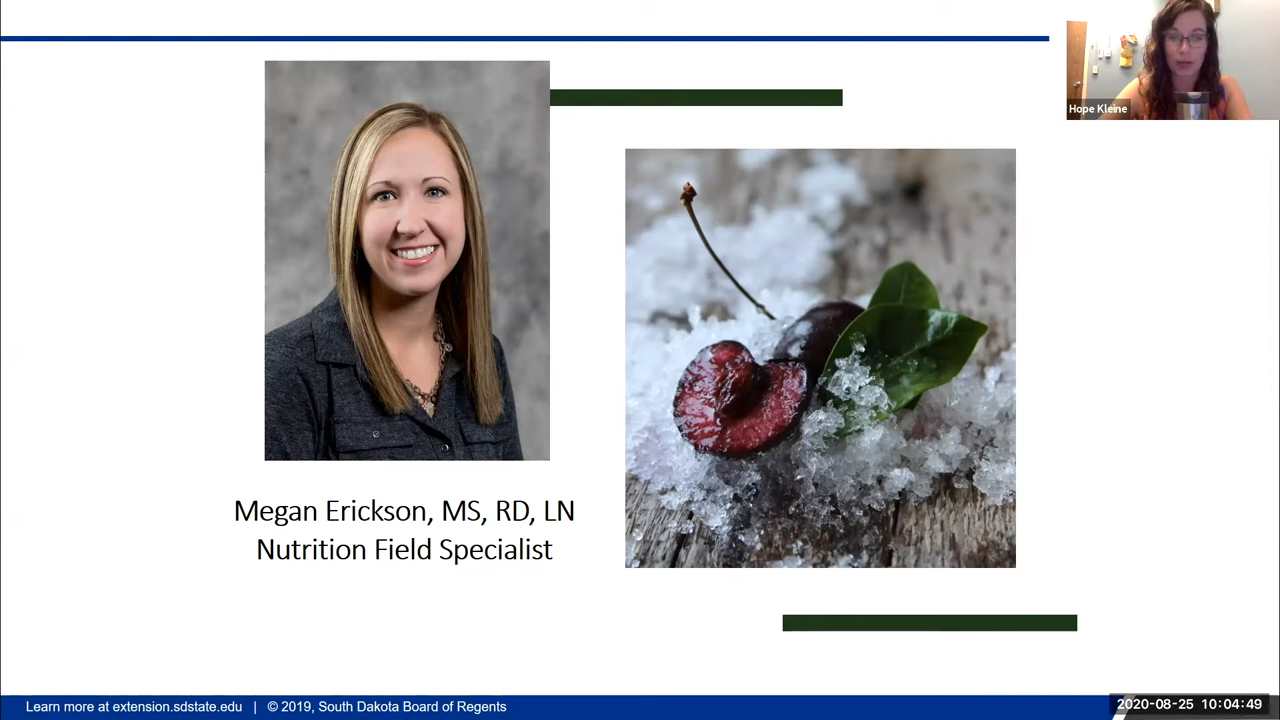 Hope Kleine
Megan Erickson, MS, RD, LN
Nutrition Field Specialist
Learn more at extension.sdstate.edu | © 2019, South Dakota Board of Regents
2020-08-25 10:04:49